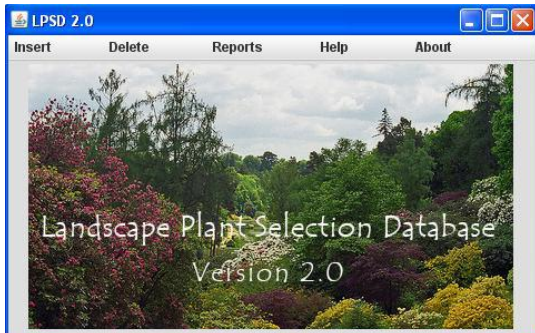 LPSD 2.0
Insert Delete Reports Help About
Landscape Plant Selection Database
Version 2.0